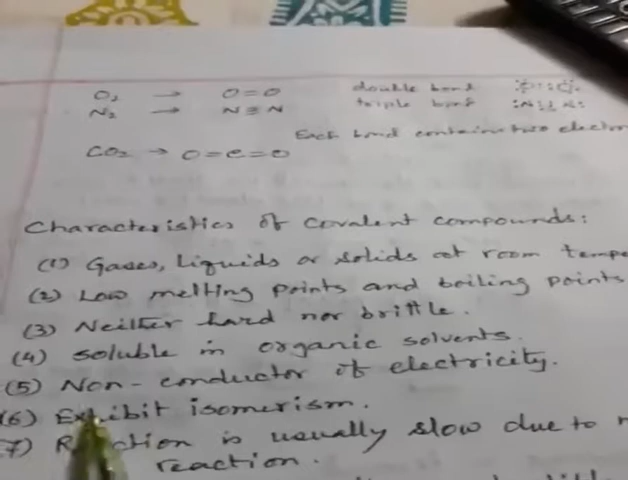 O2 → O=O double bond
N2 → N≡N triple bond :N⋮⋮N:
Each bond contains two electron
CO2 → O=C=O
Characteristics of covalent compounds:
(1) Gases, Liquids or solids at room tempe
(2) Low melting points and boiling points
(3) Neither hard nor brittle.
(4) soluble in organic solvents.
(5) Non-conductor of electricity.
(6) Exhibit isomerism.
7) Reaction is usually slow due to
reaction.